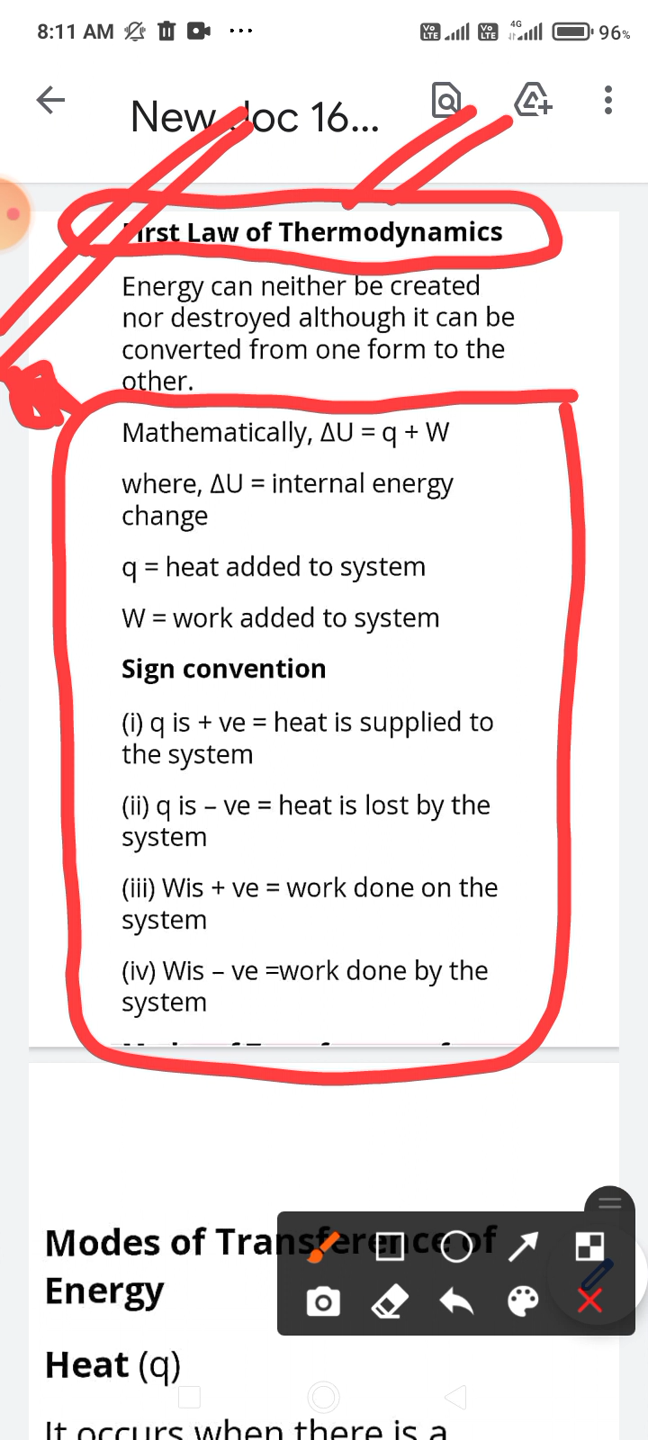 8:11 AM
4G
96%
New Doc 16...
First Law of Thermodynamics
Energy can neither be created
nor destroyed although it can be
converted from one form to the
other.
Mathematically, ΔU = q + W
where, ΔU = internal energy
change
q = heat added to system
W = work added to system
Sign convention
(i) q is + ve = heat is supplied to
the system
(ii) q is – ve = heat is lost by the
system
(iii) Wis + ve = work done on the
system
(iv) Wis – ve =work done by the
system
Modes of Transference of
Energy
Heat (q)
It occurs when there is a